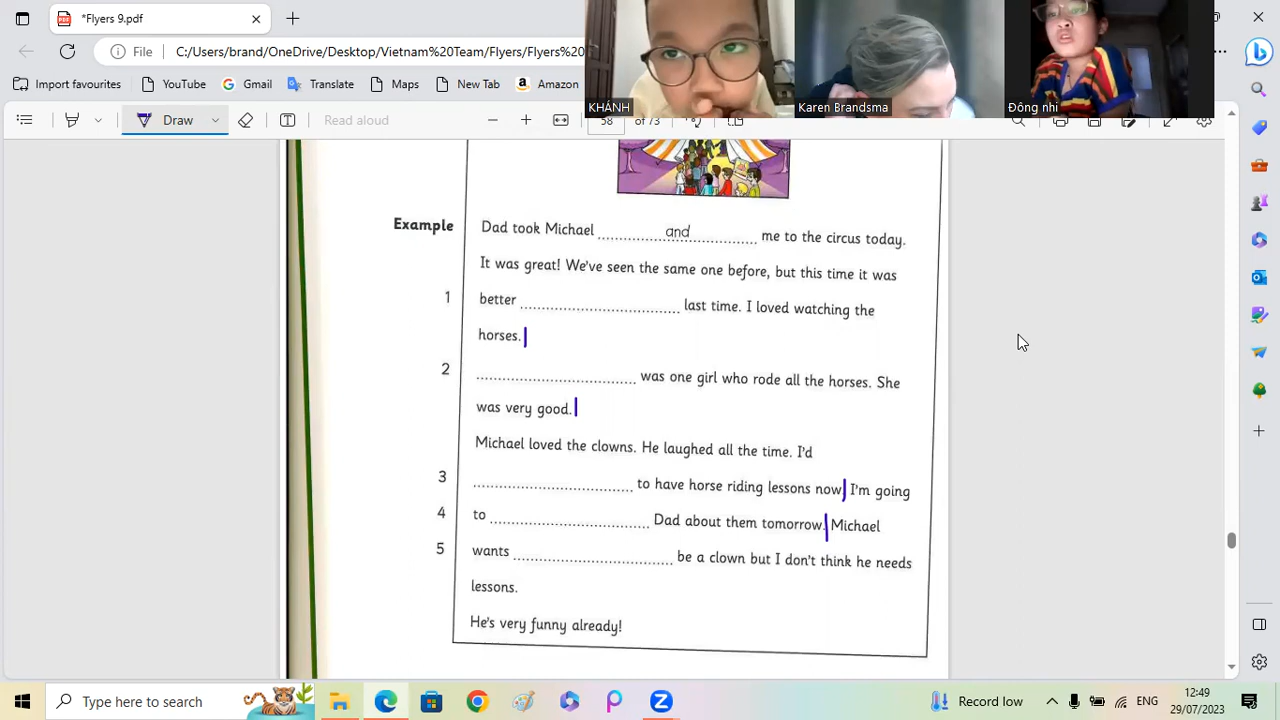 *Flyers 9.pdf
File
C:/Users/brand/OneDrive/Desktop/Vietnam%20Team/Flyers/Flyers%20
Import favourites
YouTube
Gmail
Translate
Maps
New Tab
Amazon
KHÁNH
Karen Brandsma
Đông nhi
Draw
Read aloud
58
of 73
Example
Dad took Michael and me to the circus today.
It was great! We've seen the same one before, but this time it was
1 better ........ last time. I loved watching the
horses.
2 ........ was one girl who rode all the horses. She
was very good.
Michael loved the clowns. He laughed all the time. I'd
3 ........ to have horse riding lessons now. I'm going
4 to ........ Dad about them tomorrow. Michael
5 wants ........ be a clown but I don't think he needs
lessons.
He's very funny already!
Type here to search
Record low
ENG
12:49
29/07/2023